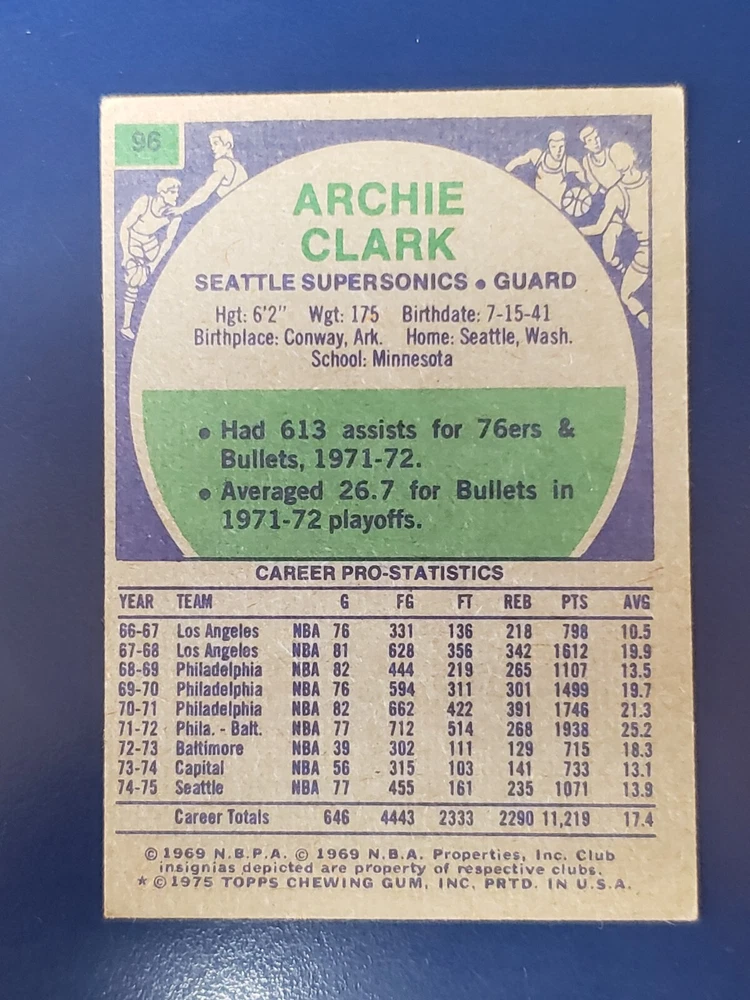 96
ARCHIE
CLARK
SEATTLE SUPERSONICS • GUARD
Hgt: 6'2" Wgt: 175 Birthdate: 7-15-41
Birthplace: Conway, Ark. Home: Seattle, Wash.
School: Minnesota
• Had 613 assists for 76ers &
Bullets, 1971-72.
• Averaged 26.7 for Bullets in
1971-72 playoffs.
CAREER PRO-STATISTICS
YEAR TEAM G FG FT REB PTS AVG
66-67 Los Angeles NBA 76 331 136 218 798 10.5
67-68 Los Angeles NBA 81 628 356 342 1612 19.9
68-69 Philadelphia NBA 82 444 219 265 1107 13.5
69-70 Philadelphia NBA 76 594 311 301 1499 19.7
70-71 Philadelphia NBA 82 662 422 391 1746 21.3
71-72 Phila. - Balt. NBA 77 712 514 268 1938 25.2
72-73 Baltimore NBA 39 302 111 129 715 18.3
73-74 Capital NBA 56 315 103 141 733 13.1
74-75 Seattle NBA 77 455 161 235 1071 13.9
Career Totals 646 4443 2333 2290 11,219 17.4
© 1969 N.B.P.A. © 1969 N.B.A. Properties, Inc. Club
insignias depicted are property of respective clubs.
* © 1975 TOPPS CHEWING GUM, INC. PRTD. IN U.S.A.